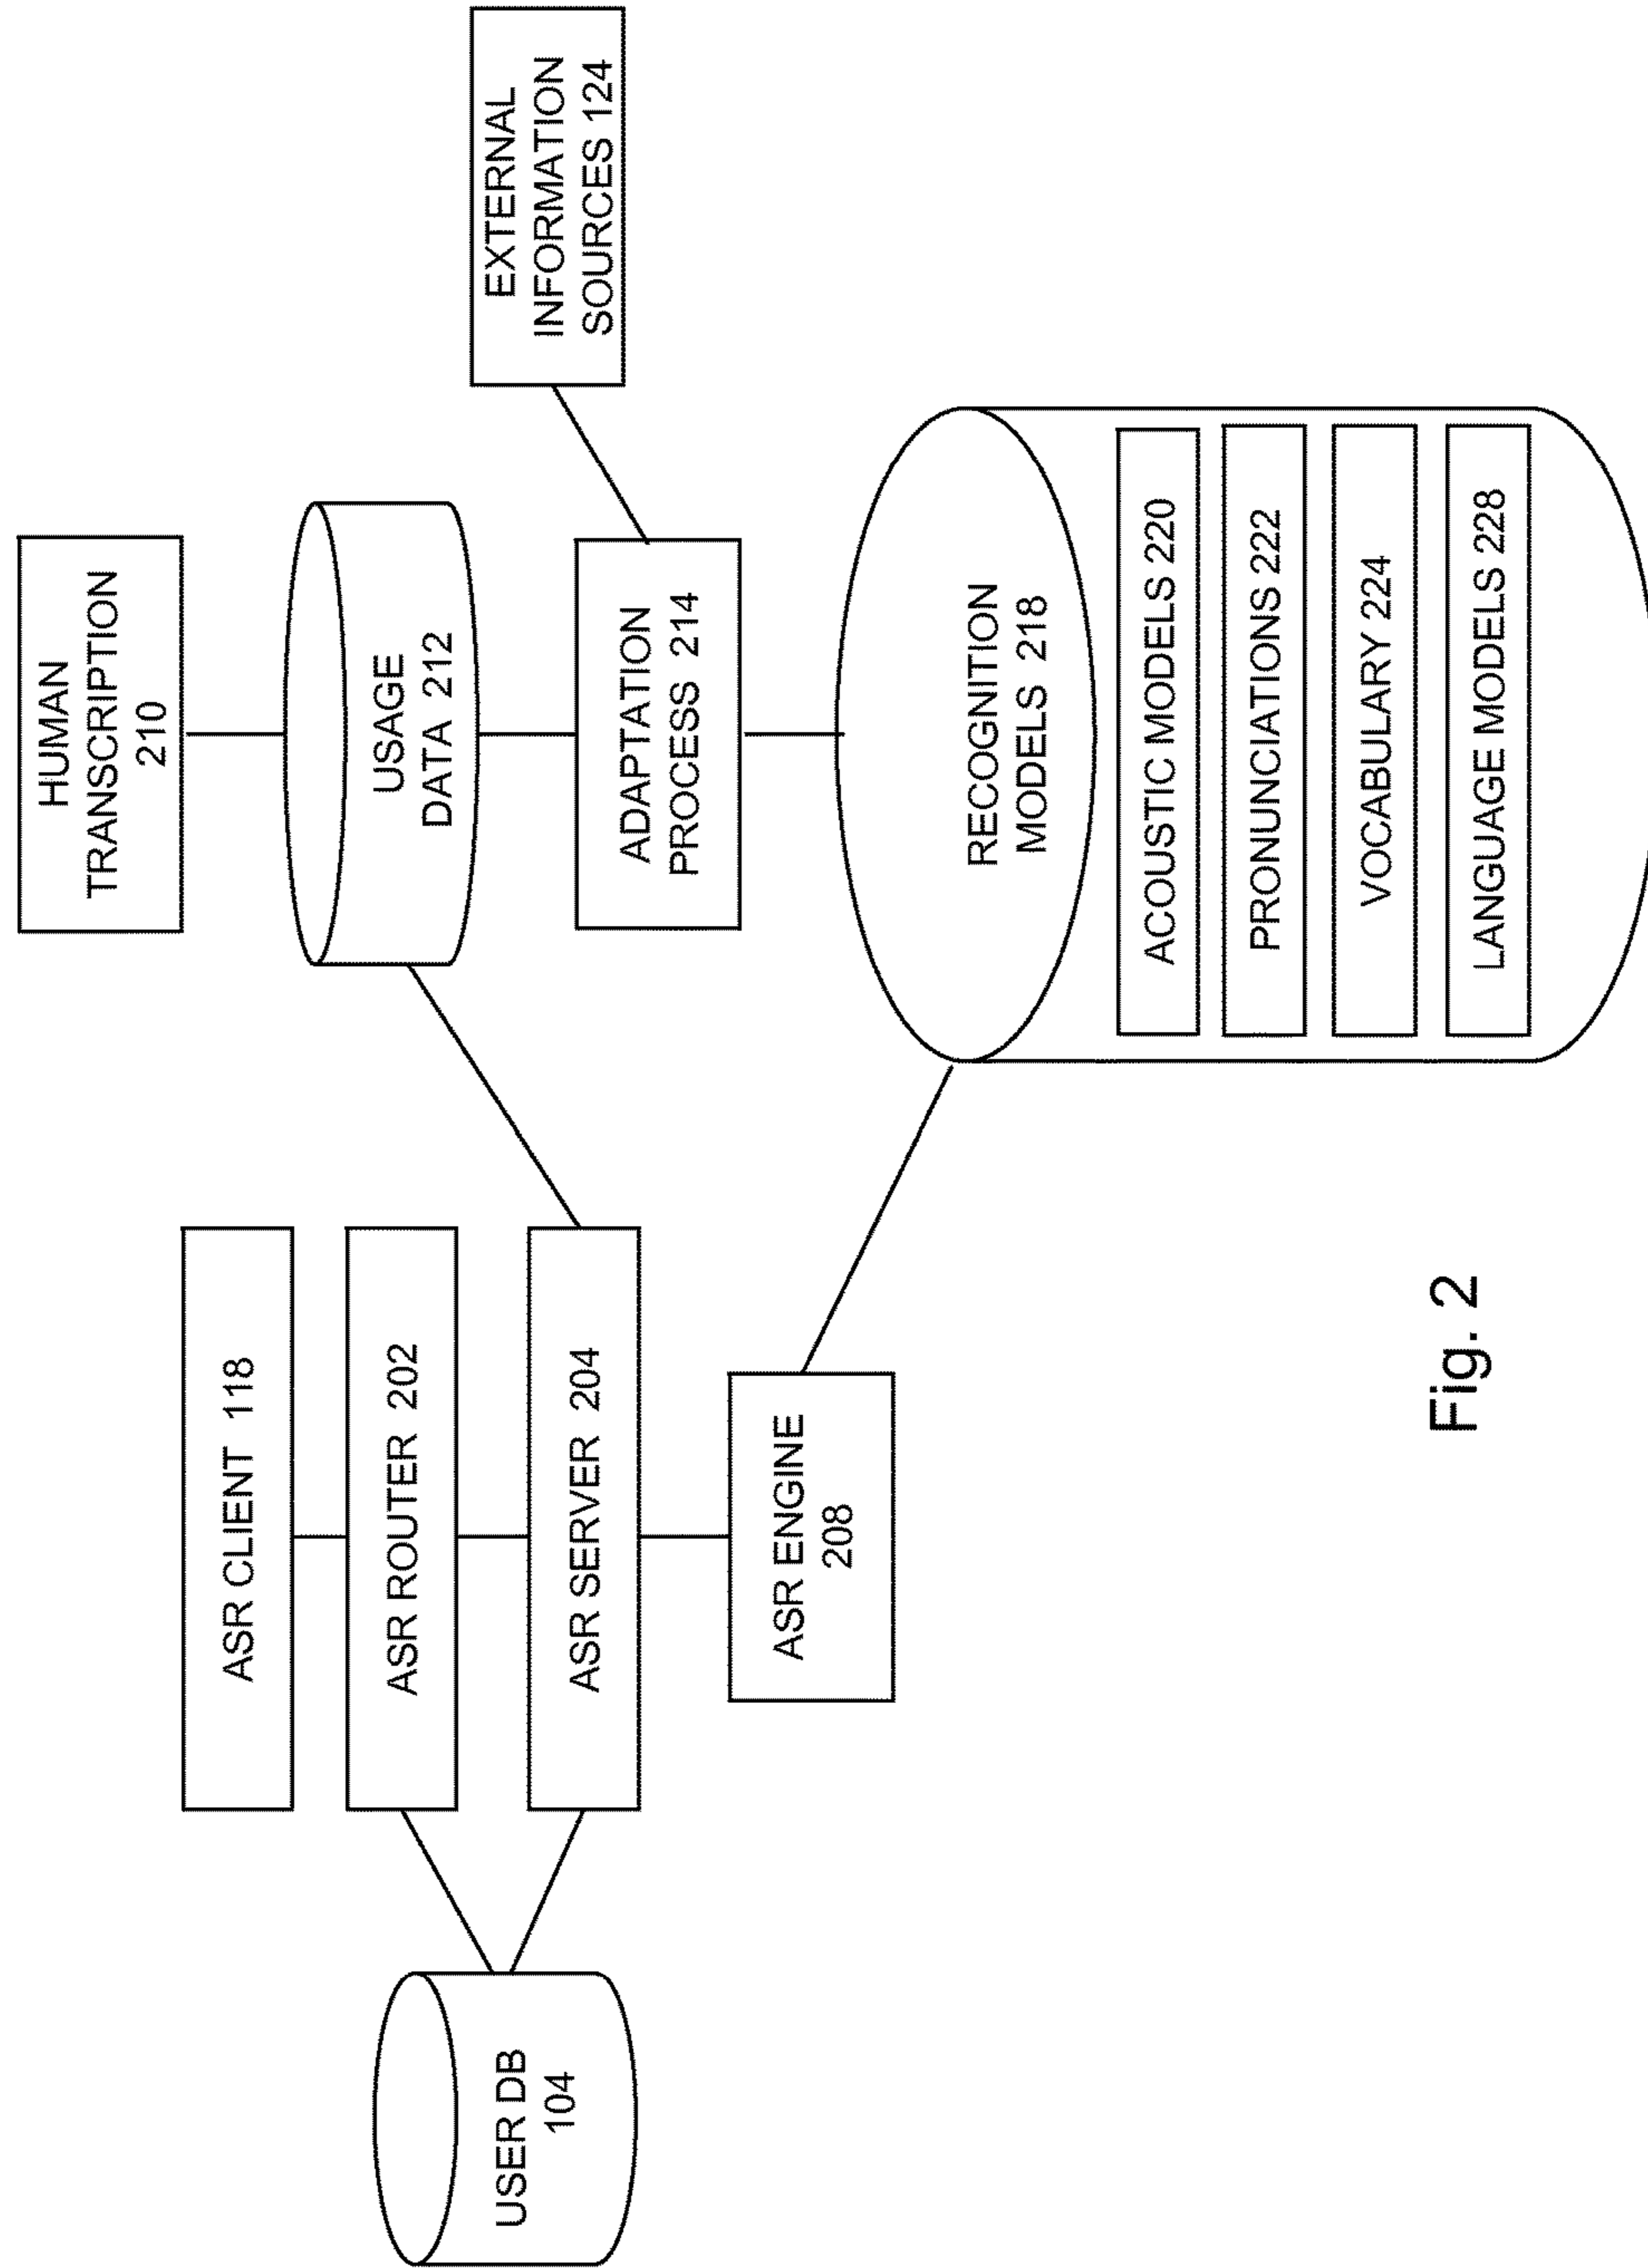 ASR CLIENT 118
ASR ROUTER 202
ASR SERVER 204
ASR ENGINE
208
USER DB
104
HUMAN
TRANSCRIPTION
210
USAGE
DATA 212
ADAPTATION
PROCESS 214
EXTERNAL
INFORMATION
SOURCES 124
RECOGNITION
MODELS 218
ACOUSTIC MODELS 220
PRONUNCIATIONS 222
VOCABULARY 224
LANGUAGE MODELS 228
Fig. 2